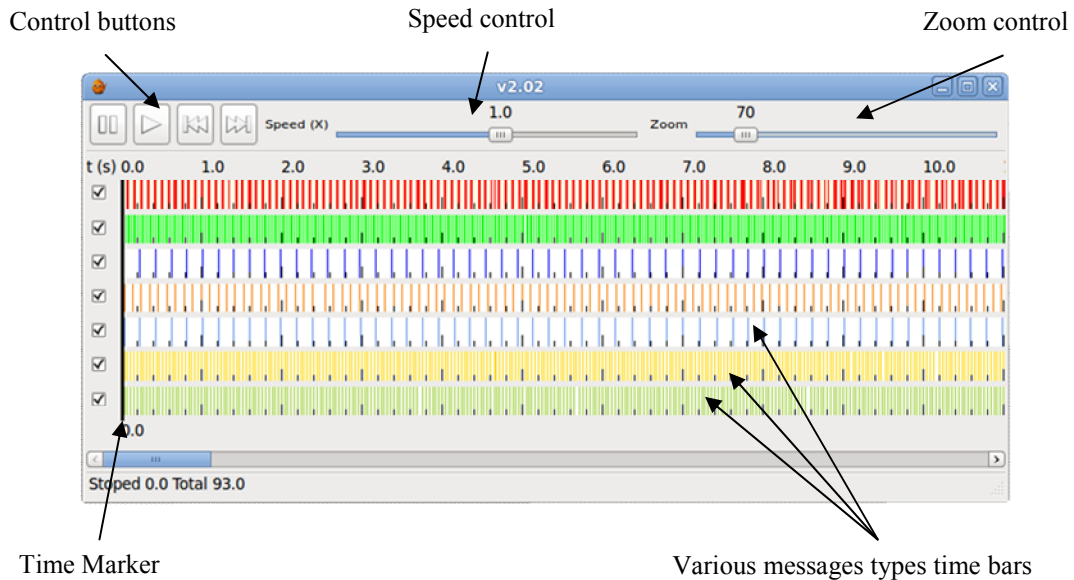 Control buttons
Speed control
Zoom control
v2.02
Speed (X)
1.0
Zoom
70
t (s) 0.0 1.0 2.0 3.0 4.0 5.0 6.0 7.0 8.0 9.0 10.0
0.0
Stoped 0.0 Total 93.0
Time Marker
Various messages types time bars